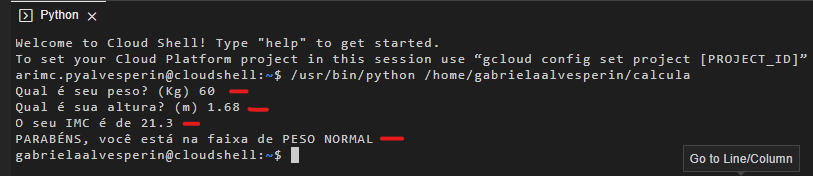 Python
Welcome to Cloud Shell! Type "help" to get started.
To set your Cloud Platform project in this session use “gcloud config set project [PROJECT_ID]”
arimc.pyalvesperin@cloudshell:~$ /usr/bin/python /home/gabrielaalvesperin/calcula
Qual é seu peso? (Kg) 60
Qual é sua altura? (m) 1.68
O seu IMC é de 21.3
PARABÉNS, você está na faixa de PESO NORMAL
gabrielaalvesperin@cloudshell:~$
Go to Line/Column